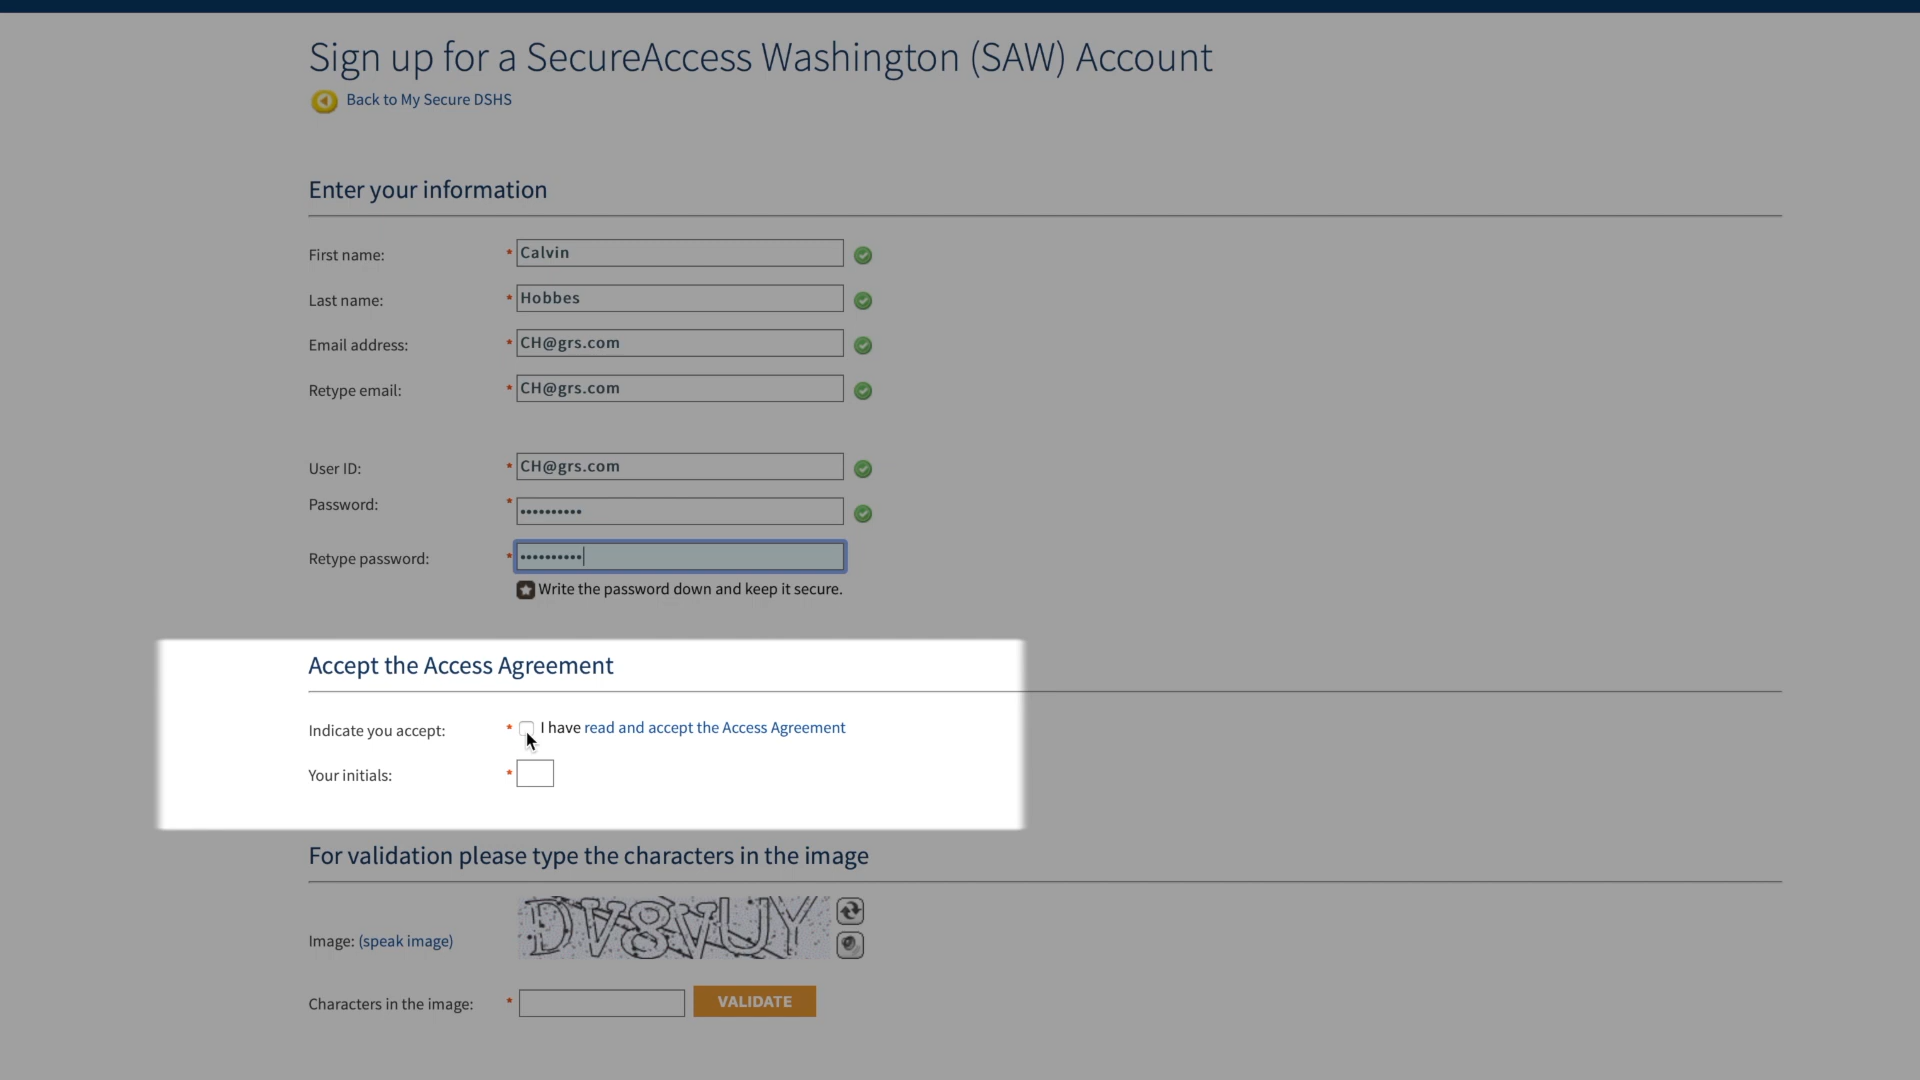 Sign up for a SecureAccess Washington (SAW) Account
Back to My Secure DSHS
Enter your information
First name: * Calvin
Last name: * Hobbes
Email address: * CH@grs.com
Retype email: * CH@grs.com
User ID: * CH@grs.com
Password: * ••••••••••
Retype password: * ••••••••••
Write the password down and keep it secure.
Accept the Access Agreement
Indicate you accept: * I have read and accept the Access Agreement
Your initials: *
For validation please type the characters in the image
DV8VUY
Image: (speak image)
Characters in the image: * VALIDATE